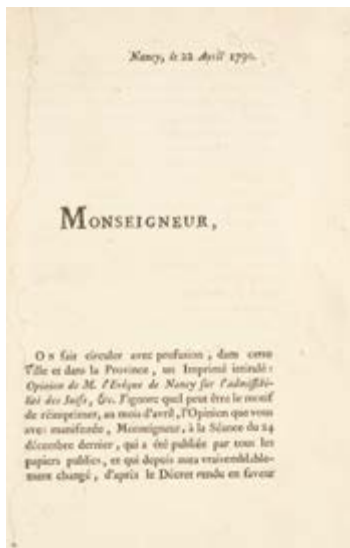 Nancy, le 22 Avril 1790.
MONSEIGNEUR,
ON fait circuler avec profusion, dans cette
Ville et dans la Province, un Imprimé intitulé :
Opinion de M. l'Evêque de Nancy sur l'admissibi-
lité des Juifs, &c. J'ignore quel peut être le motif
de réimprimer, au mois d'avril, l'Opinion que vous
avez manifestée, Monseigneur, à la Séance du 24
décembre dernier, qui a été publiée par tous les
papiers publics, et qui depuis aura vraisemblable-
ment changé, d'après le Décret rendu en faveur